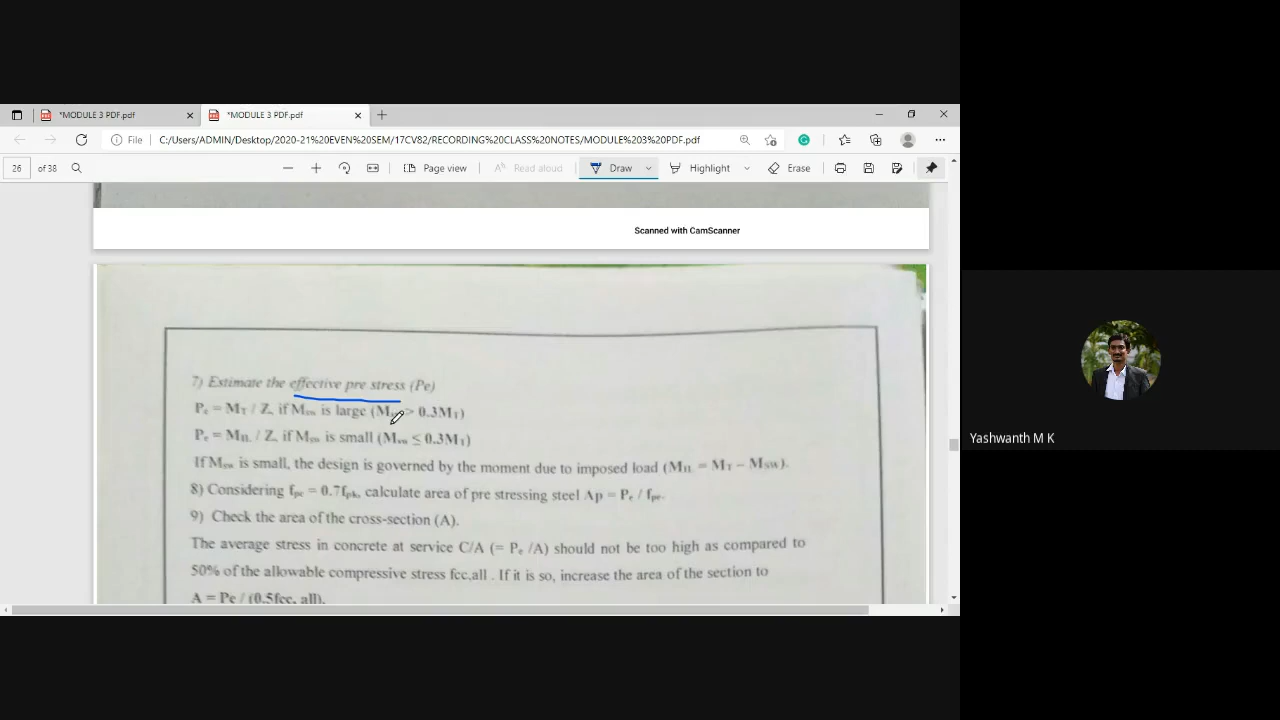 *MODULE 3 PDF.pdf
*MODULE 3 PDF.pdf
File
C:/Users/ADMIN/Desktop/2020-21%20EVEN%20SEM/17CV82/RECORDING%20CLASS%20NOTES/MODULE%203%20PDF.pdf
26 of 38
Page view
Read aloud
Draw
Highlight
Erase
Scanned with CamScanner
7) Estimate the effective pre stress (Pe)
Pe = MT / Z, if Msw is large (Msw > 0.3MT)
Pe = MIL / Z, if Msw is small (Msw ≤ 0.3MT)
If Msw is small, the design is governed by the moment due to imposed load (MIL = MT – MSW).
8) Considering fpe = 0.7fpk, calculate area of pre stressing steel Ap = Pe / fpe.
9) Check the area of the cross-section (A).
The average stress in concrete at service C/A (= Pe /A) should not be too high as compared to
50% of the allowable compressive stress fcc,all . If it is so, increase the area of the section to
A = Pe / (0.5fcc, all).
Yashwanth M K